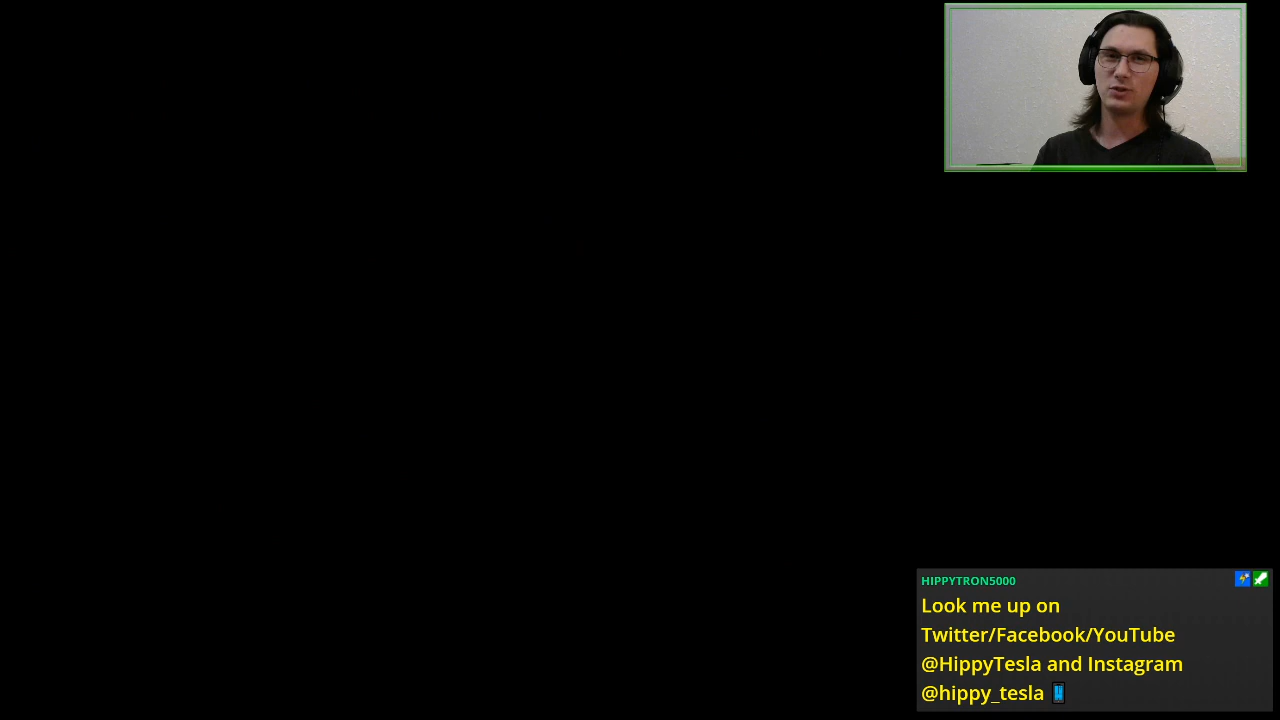 HIPPYTRON5000
Look me up on
Twitter/Facebook/YouTube
@HippyTesla and Instagram
@hippy_tesla